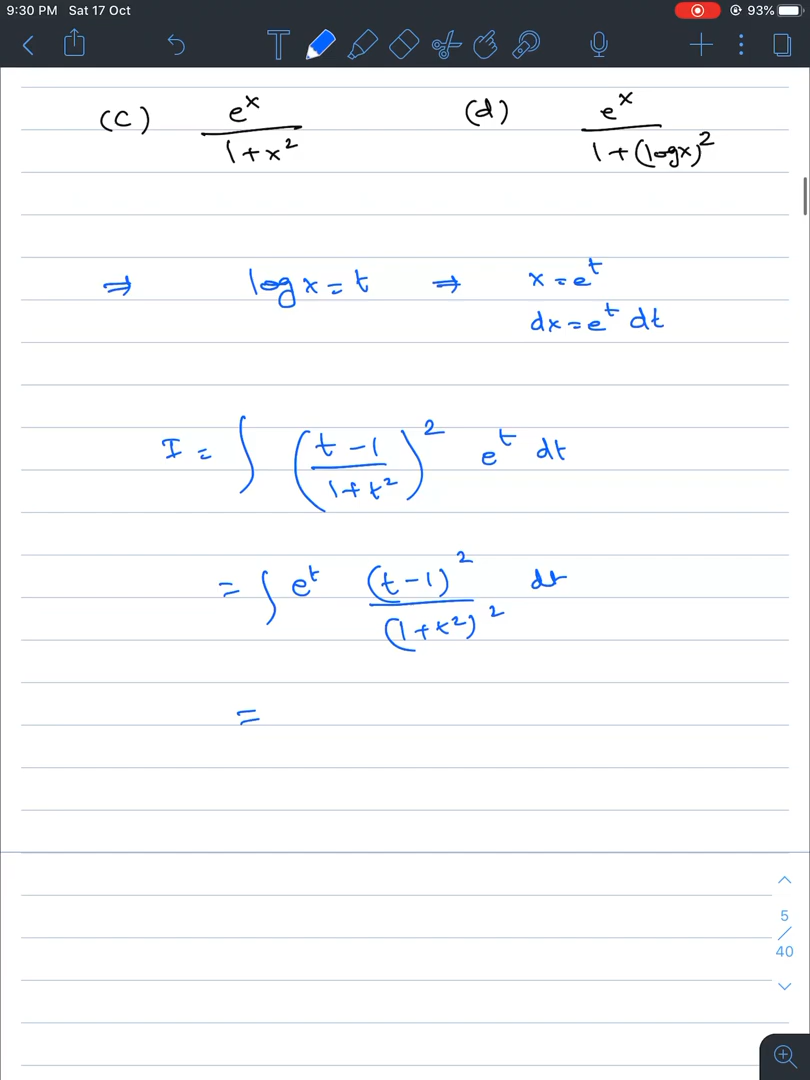 9:30 PM Sat 17 Oct 93%
T
(c) e^x / (1+x^2) (d) e^x / (1+(logx)^2)
⇒ log x = t ⇒ x = e^t
dx = e^t dt
I = ∫ ((t-1)/(1+t^2))^2 e^t dt
= ∫ e^t (t-1)^2 / (1+t^2)^2 dt
=
5
/
40